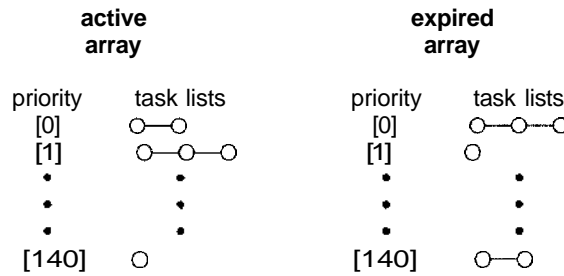 active array
expired array
priority task lists
priority task lists
[0]
[0]
[1]
[1]
[140]
[140]